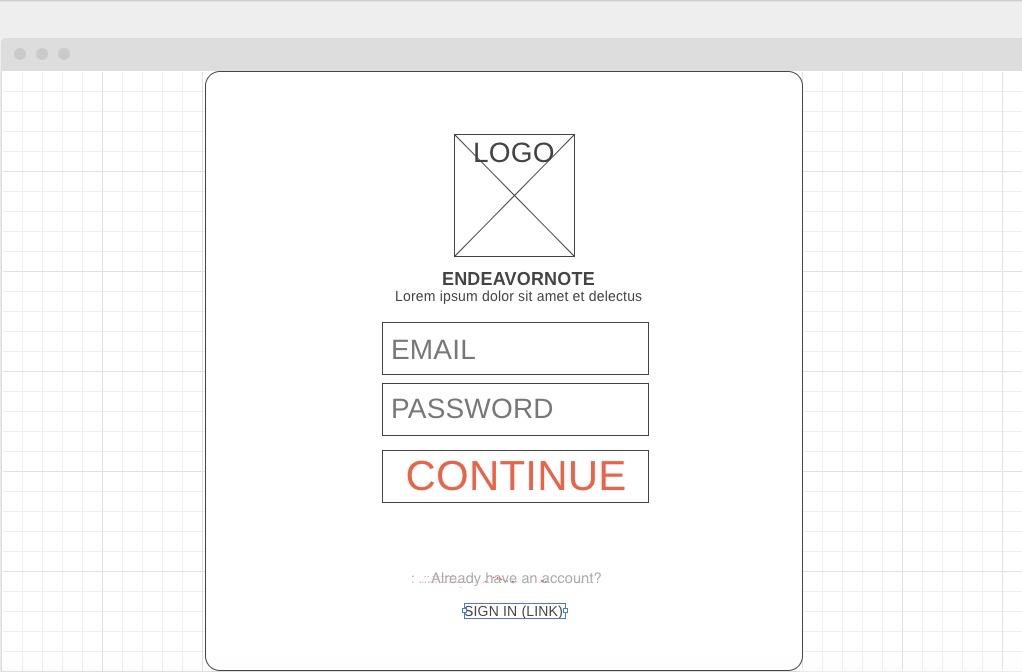 LOGO
ENDEAVORNOTE
Lorem ipsum dolor sit amet et delectus
EMAIL
PASSWORD
CONTINUE
Already have an account?
SIGN IN (LINK)